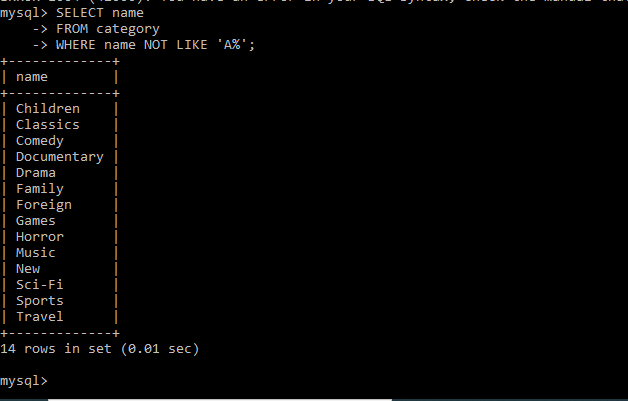 mysql> SELECT name
    -> FROM category
    -> WHERE name NOT LIKE 'A%';
+-------------+
| name        |
+-------------+
| Children    |
| Classics    |
| Comedy      |
| Documentary |
| Drama       |
| Family      |
| Foreign     |
| Games       |
| Horror      |
| Music       |
| New         |
| Sci-Fi      |
| Sports      |
| Travel      |
+-------------+
14 rows in set (0.01 sec)
mysql>